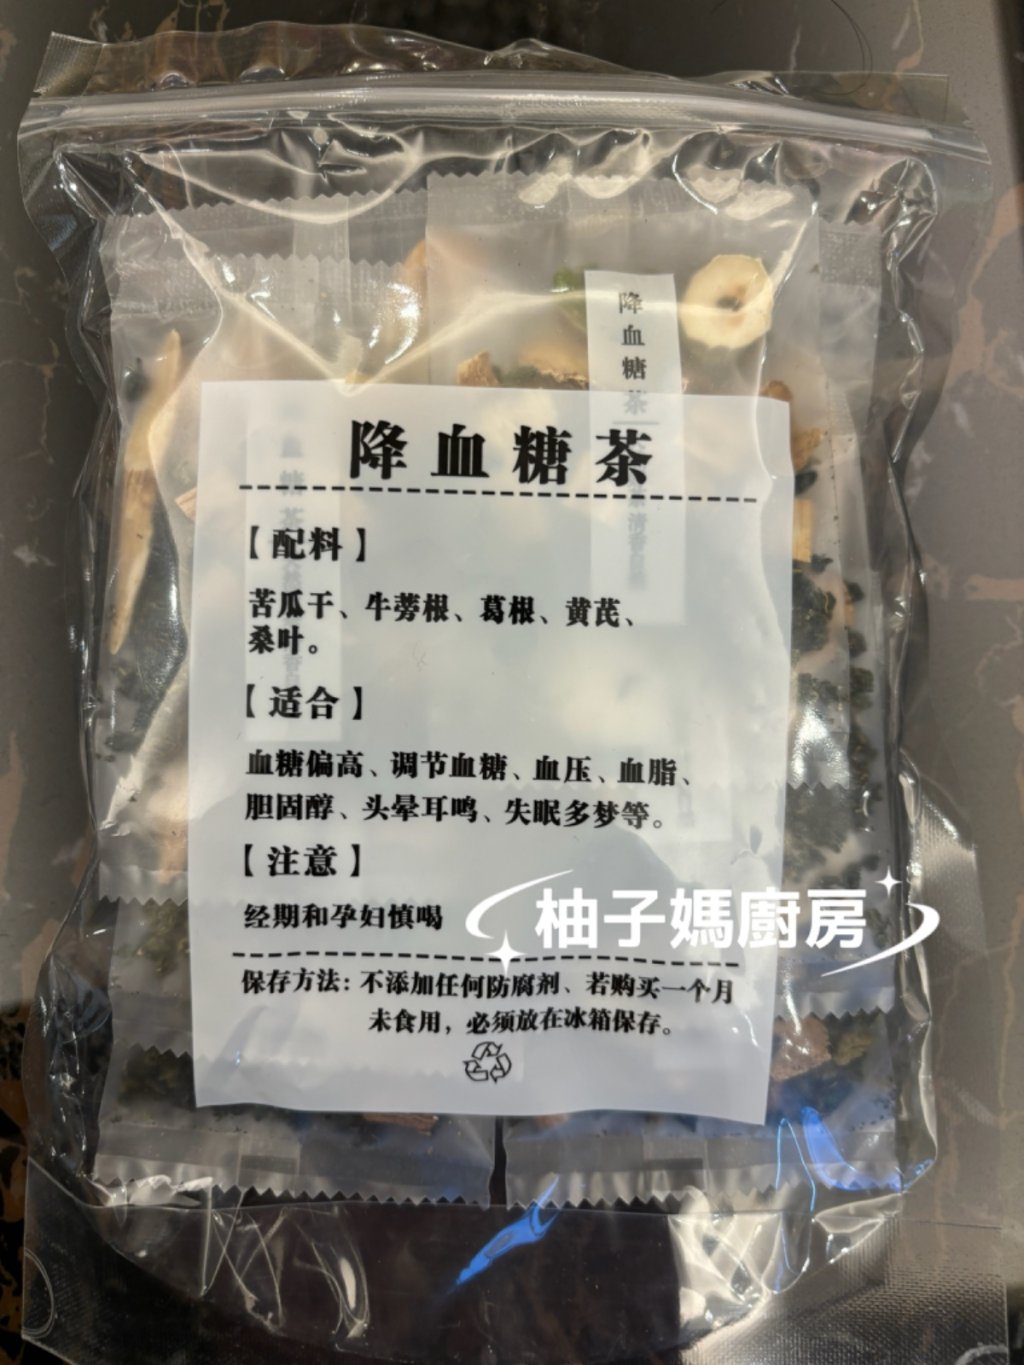 降血糖茶
降血糖茶
【配料】
苦瓜干、牛蒡根、葛根、黄芪、
桑叶。
【适合】
血糖偏高、调节血糖、血压、血脂、
胆固醇、头晕耳鸣、失眠多梦等。
【注意】
经期和孕妇慎喝
柚子媽廚房
保存方法：不添加任何防腐剂、若购买一个月
未食用，必须放在冰箱保存。